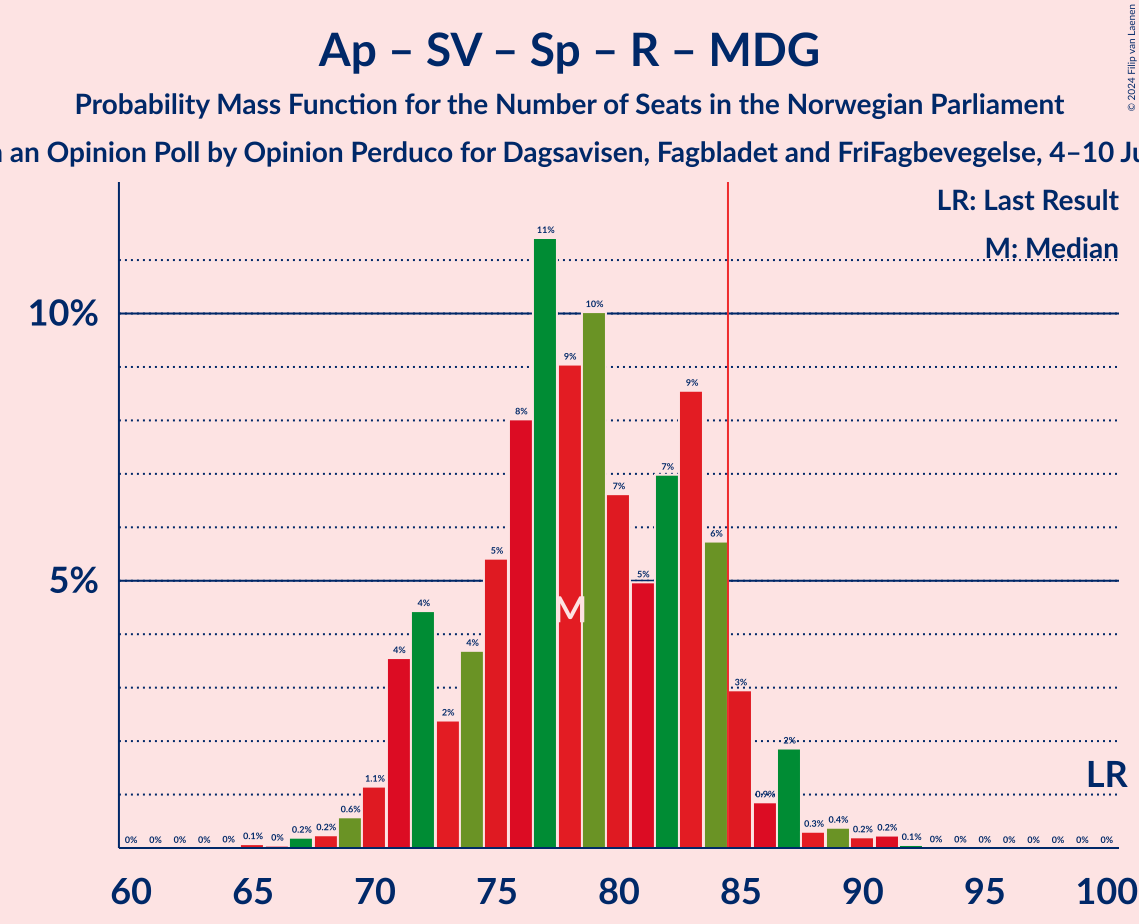 Ap – SV – Sp – R – MDG
Probability Mass Function for the Number of Seats in the Norwegian Parliament
an Opinion Poll by Opinion Perduco for Dagsavisen, Fagbladet and FriFagbevegelse, 4–10
© 2024 Filip van Laenen
LR: Last Result
M: Median
10%
5%
0% 0% 0% 0% 0% 0.1% 0% 0.2% 0.2% 0.6% 1.1% 4% 4% 2% 4% 5% 8% 11% 9% 10% 7% 5% 7% 9% 6% 3% 0.9% 2% 0.3% 0.4% 0.2% 0.2% 0.1% 0% 0% 0% 0% 0% 0% 0% 0%
M
LR
60 65 70 75 80 85 90 95 100